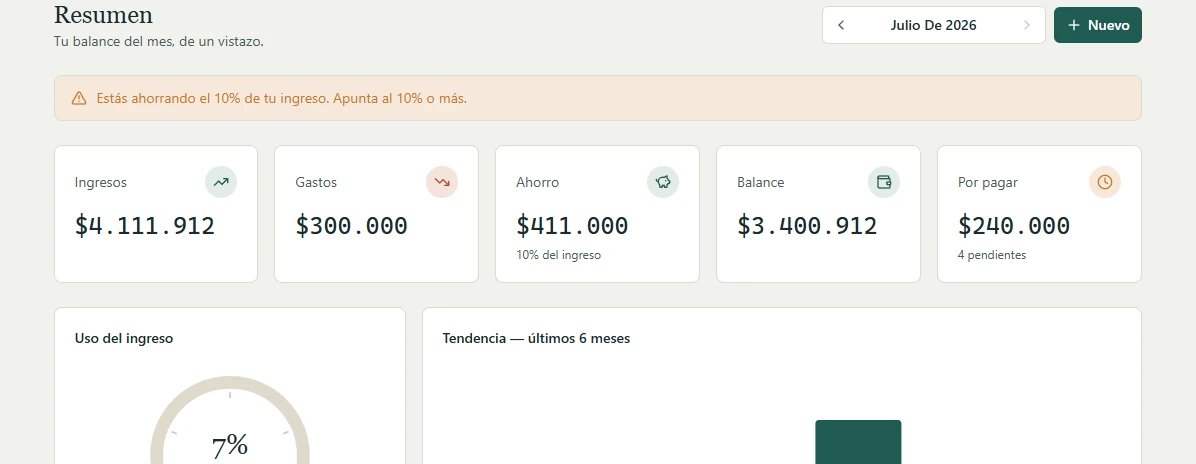 Resumen
Tu balance del mes, de un vistazo.
Julio De 2026
Nuevo
Estás ahorrando el 10% de tu ingreso. Apunta al 10% o más.
Ingresos
$4.111.912
Gastos
$300.000
Ahorro
$411.000
10% del ingreso
Balance
$3.400.912
Por pagar
$240.000
4 pendientes
Uso del ingreso
7%
Tendencia — últimos 6 meses